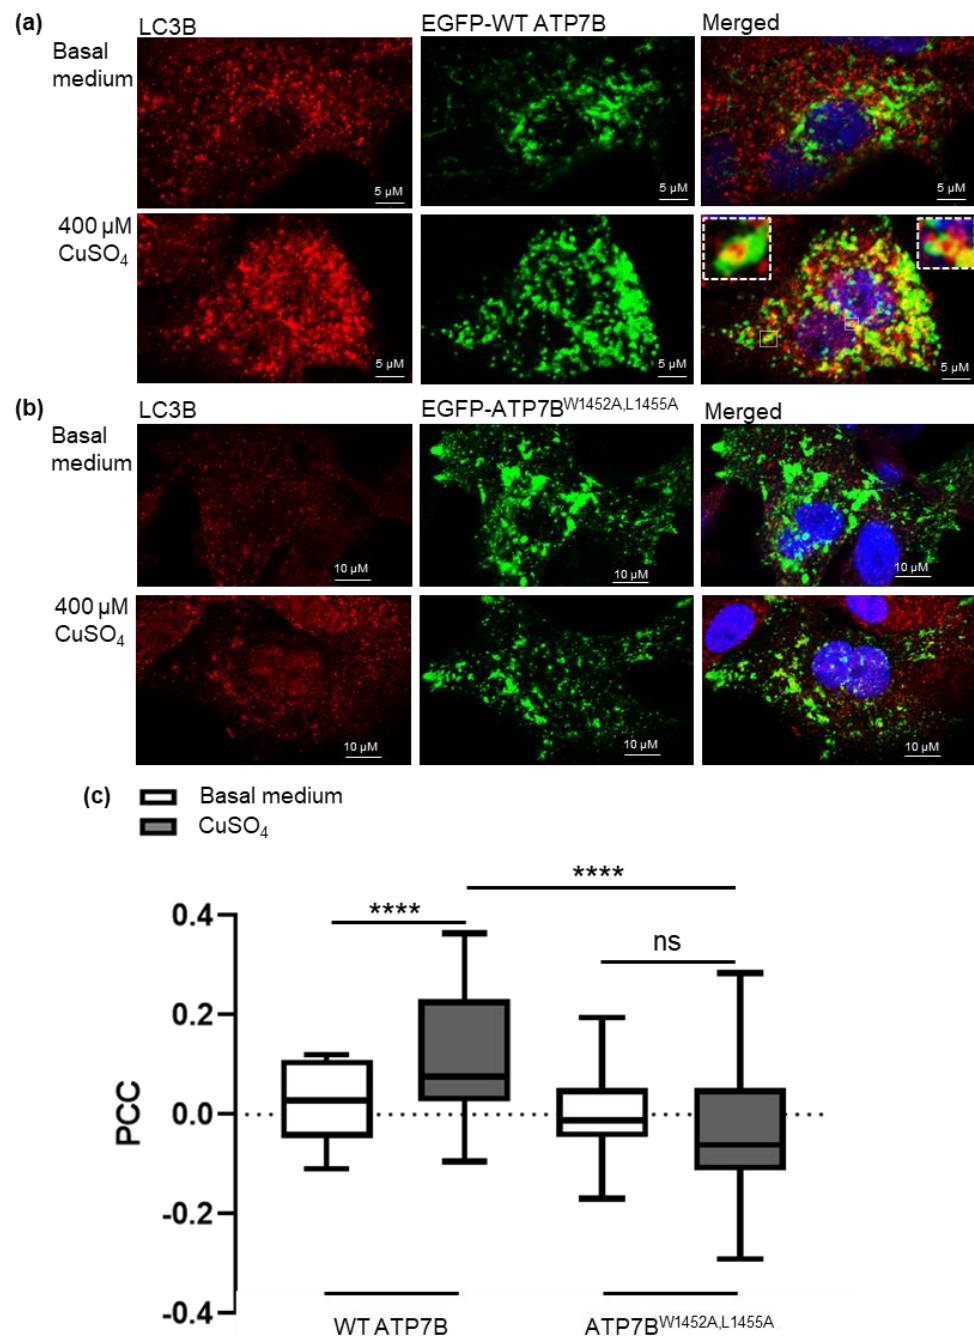 (a)
LC3B
EGFP-WT ATP7B
Merged
Basal
medium
5 µM
5 µM
5 µM
400 µM
CuSO4
5 µM
5 µM
5 µM
(b)
LC3B
EGFP-ATP7BW1452A,L1455A
Merged
Basal
medium
10 µM
10 µM
10 µM
400 µM
CuSO4
10 µM
10 µM
10 µM
(c)
Basal medium
CuSO4
****
****
ns
0.4
0.2
0.0
-0.2
-0.4
PCC
WT ATP7B
ATP7BW1452A,L1455A